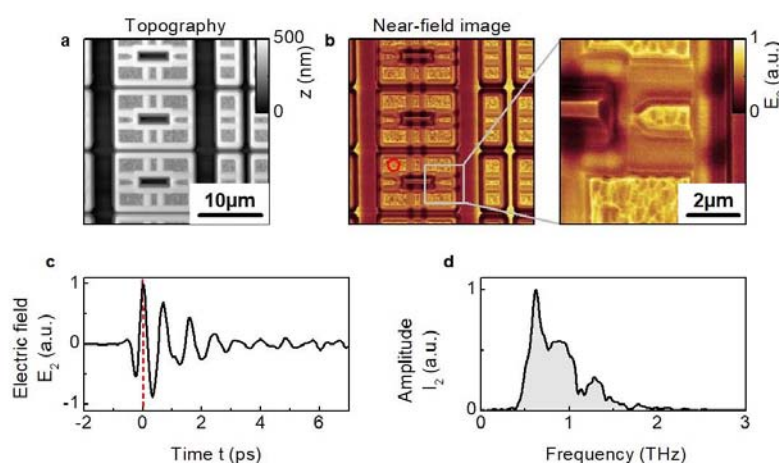 Topography
Near-field image
a
500
z (nm)
0
10µm
b
1
E₂ (a.u.)
0
2µm
c
Electric field
E₂ (a.u.)
1
0
-1
-2
0
2
4
6
Time t (ps)
d
Amplitude
I₂ (a.u.)
1
0
0
1
2
3
Frequency (THz)